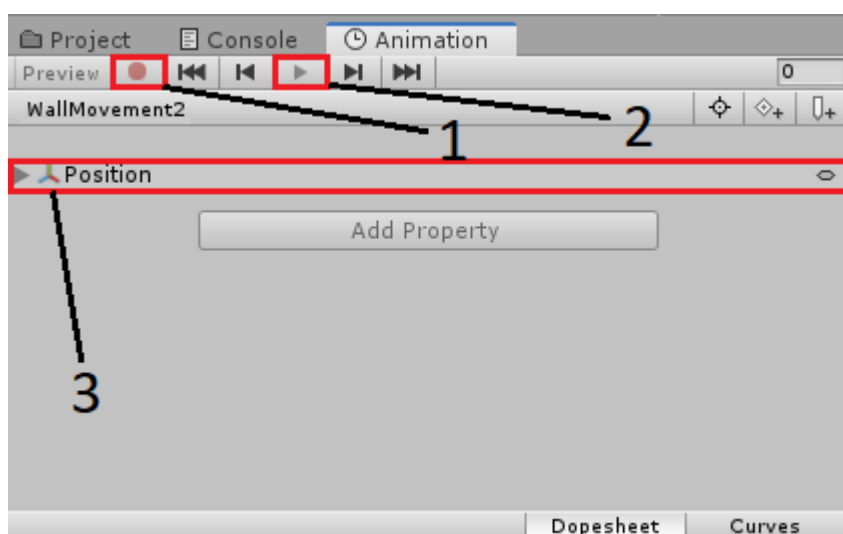 Project Console Animation
Preview 0
WallMovement2
1 2
Position
Add Property
3
Dopesheet Curves